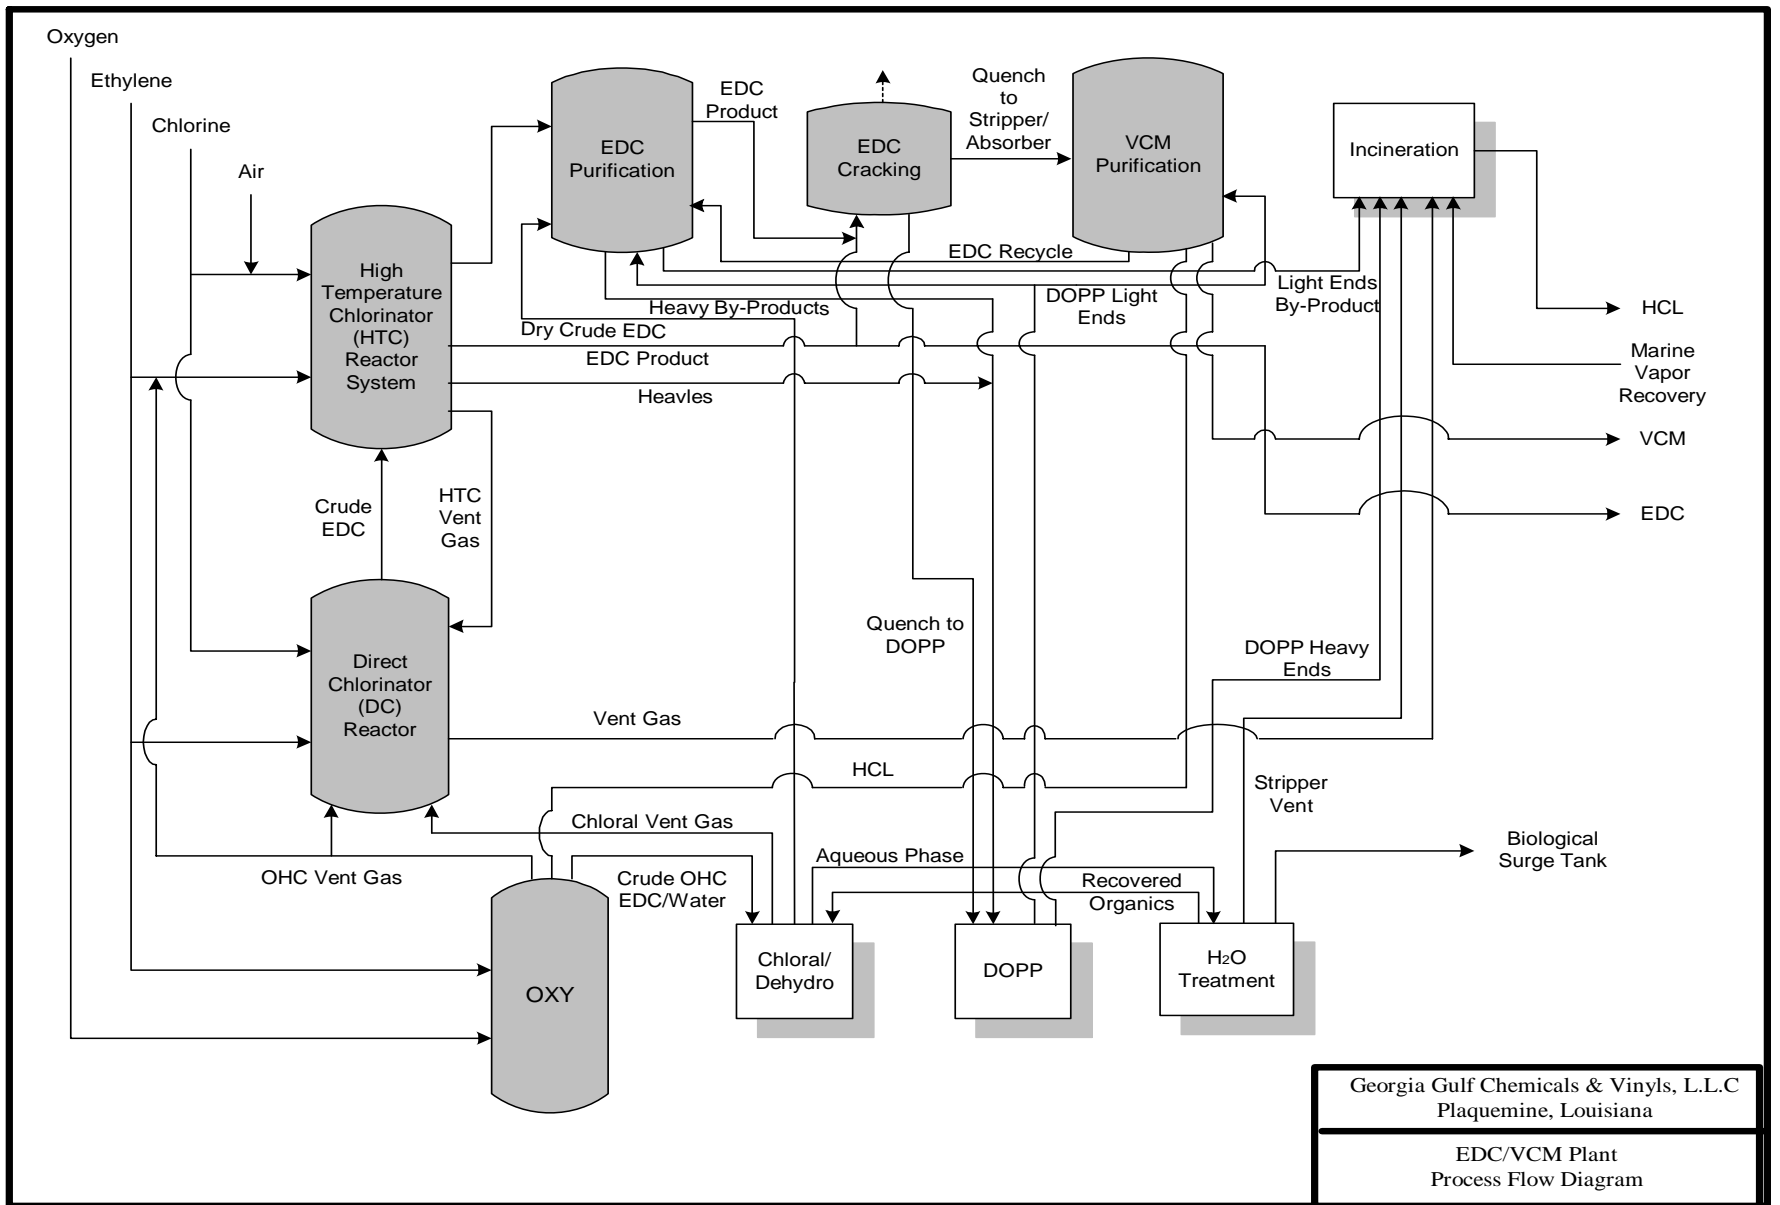 Oxygen
Ethylene
Chlorine
Air
High
Temperature
Chlorinator
(HTC)
Reactor
System
EDC
Purification
EDC
Product
EDC
Cracking
Quench
to
Stripper/
Absorber
VCM
Purification
Incineration
EDC Recycle
Heavy By-Products
DOPP Light
Ends
Light Ends
By-Product
Dry Crude EDC
EDC Product
Heavles
HCL
Marine
Vapor
Recovery
VCM
EDC
Crude
EDC
HTC
Vent
Gas
Direct
Chlorinator
(DC)
Reactor
Quench to
DOPP
DOPP Heavy
Ends
Vent Gas
HCL
Stripper
Vent
Chloral Vent Gas
OHC Vent Gas
Crude OHC
EDC/Water
Aqueous Phase
Recovered
Organics
Biological
Surge Tank
OXY
Chloral/
Dehydro
DOPP
H2O
Treatment
Georgia Gulf Chemicals & Vinyls, L.L.C
Plaquemine, Louisiana
EDC/VCM Plant
Process Flow Diagram